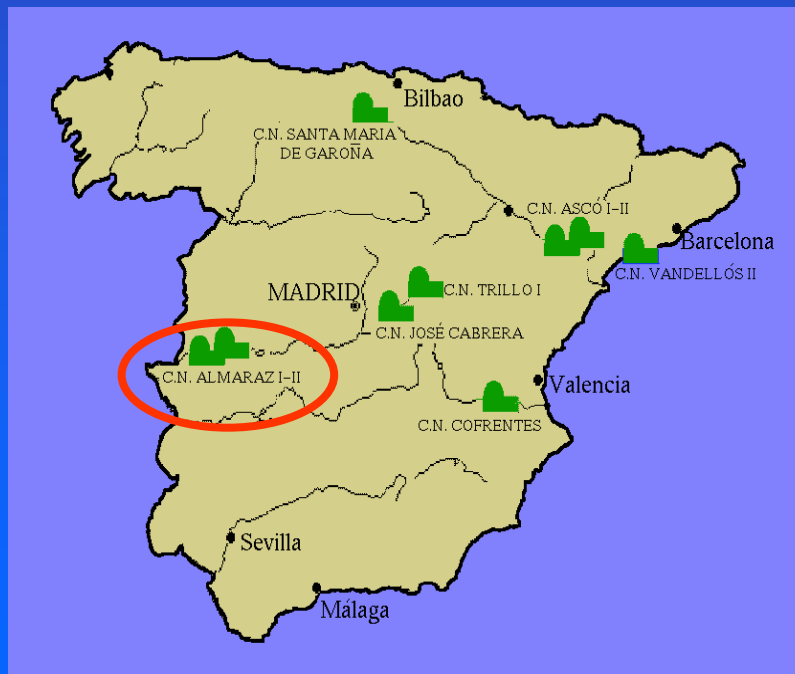 Bilbao
C.N. SANTA MARIA
DE GAROÑA
C.N. ASCÓ I-II
Barcelona
C.N. VANDELLÓS II
C.N. TRILLO I
MADRID
C.N. JOSÉ CABRERA
C.N. ALMARAZ I-II
Valencia
C.N. COFRENTES
Sevilla
Málaga